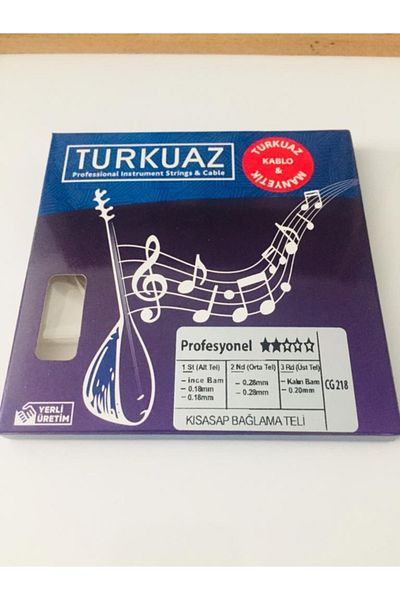 TURKUAZ
Professional Instrument Strings & Cable
TURKUAZ
KABLO
&
MANYETİK
Profesyonel
1 St (Alt Tel)
- ince Bam
- 0.18mm
- 0.18mm
2 Nd (Orta Tel)
- 0.28mm
- 0.28mm
3 Rd (Üst Tel)
- Kalın Bam
- 0.20mm
CG 218
KISASAP BAĞLAMA TELİ
YERLİ
ÜRETİM